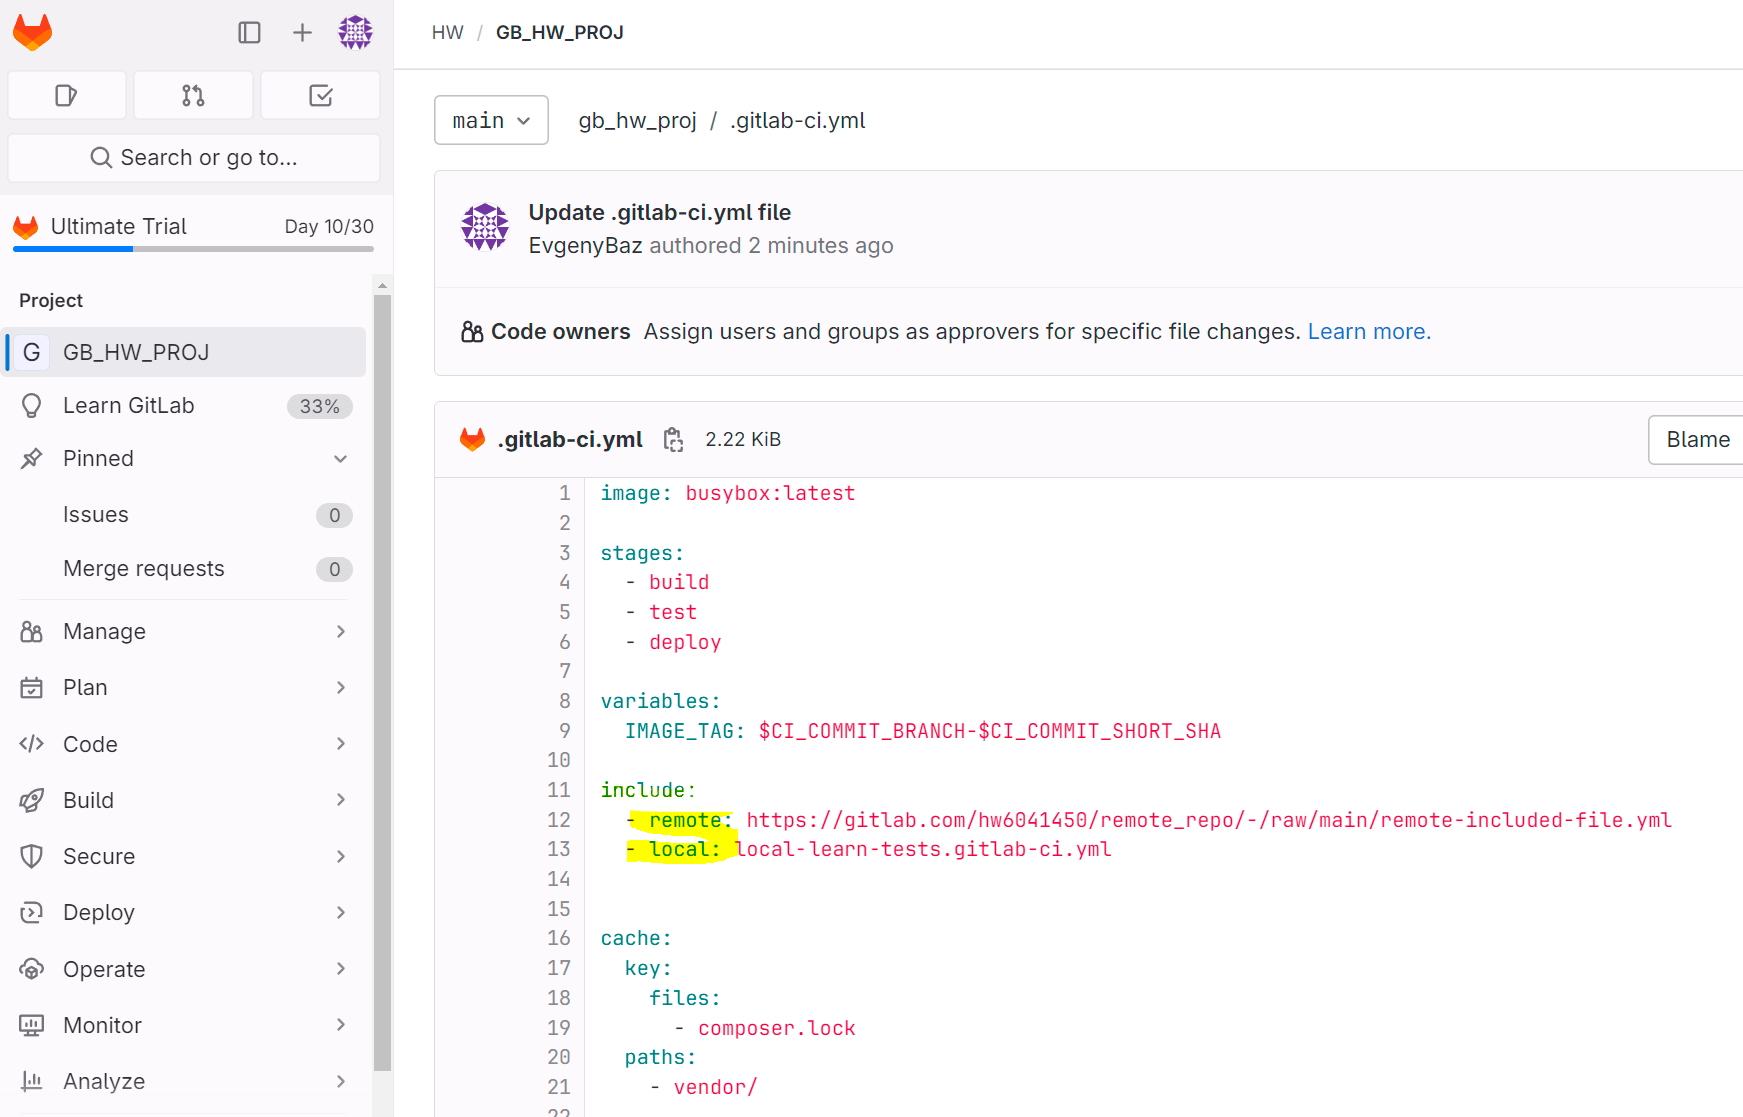 HW / GB_HW_PROJ
Search or go to...
Ultimate Trial Day 10/30
Project
G GB_HW_PROJ
Learn GitLab 33%
Pinned
Issues 0
Merge requests 0
Manage
Plan
Code
Build
Secure
Deploy
Operate
Monitor
Analyze
main gb_hw_proj / .gitlab-ci.yml
Update .gitlab-ci.yml file
EvgenyBaz authored 2 minutes ago
Code owners Assign users and groups as approvers for specific file changes. Learn more.
.gitlab-ci.yml 2.22 KiB Blame
1 image: busybox:latest
2
3 stages:
4 - build
5 - test
6 - deploy
7
8 variables:
9 IMAGE_TAG: $CI_COMMIT_BRANCH-$CI_COMMIT_SHORT_SHA
10
11 include:
12 - remote: https://gitlab.com/hw6041450/remote_repo/-/raw/main/remote-included-file.yml
13 - local: local-learn-tests.gitlab-ci.yml
14
15
16 cache:
17 key:
18 files:
19 - composer.lock
20 paths:
21 - vendor/
22